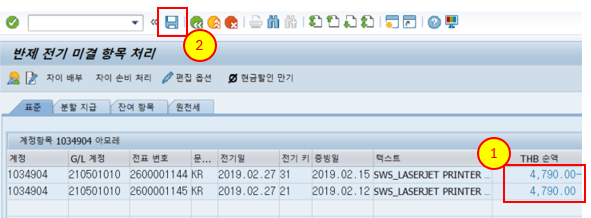 2
반제 전기 미결 항목 처리
차이 배부 차이 손비 처리 편집 옵션 현금할인 만기
표준 분할 지급 잔여 항목 원천세
1
계정항목 1034904 아모레
계정 G/L 계정 전표 번호 문... 전기일 전기 키 증빙일 텍스트 THB 순액
1034904 210501010 2600001144 KR 2019.02.27 31 2019.02.15 SWS_LASERJET PRINTER ... 4,790.00-
1034904 210501010 2600001145 KR 2019.02.27 21 2019.02.12 SWS_LASERJET PRINTER ... 4,790.00